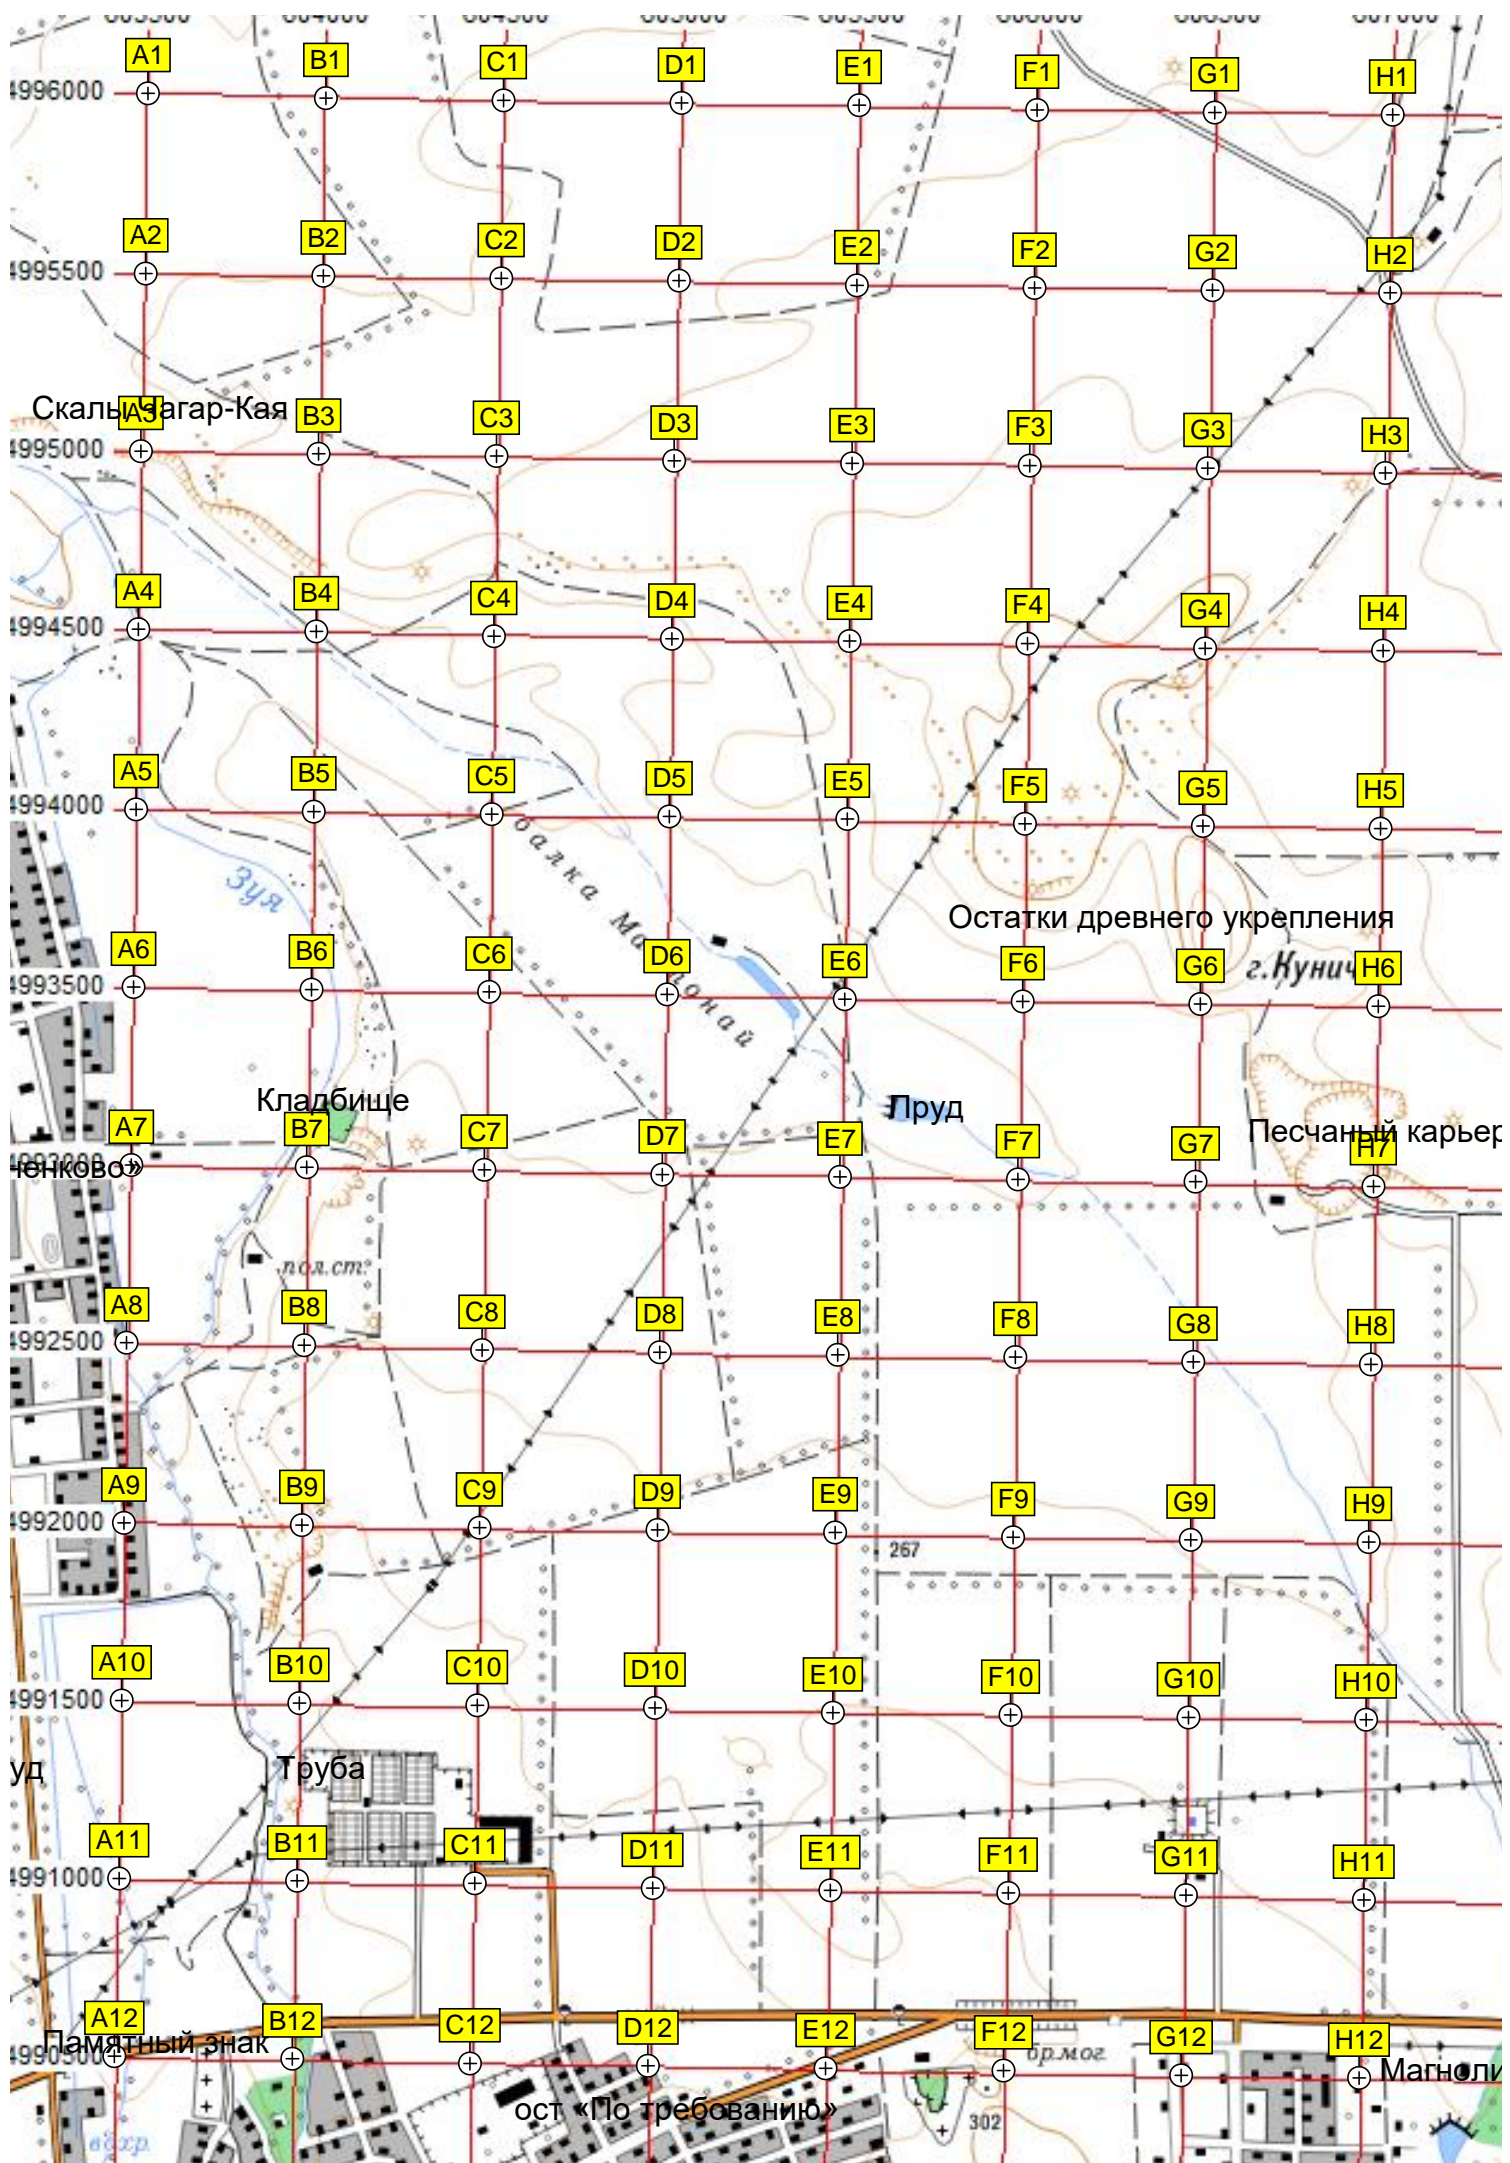 A1 B1 C1 D1 E1 F1 G1 H1
4996000
A2 B2 C2 D2 E2 F2 G2 H2
4995500
Скалы Чагар-Кая
A3 B3 C3 D3 E3 F3 G3 H3
4995000
A4 B4 C4 D4 E4 F4 G4 H4
4994500
A5 B5 C5 D5 E5 F5 G5 H5
4994000
балка
Зуя
Остатки древнего укрепления
A6 B6 C6 D6 E6 F6 G6 H6
г.Кунич
4993500
Кладбище
Пруд
A7 B7 C7 D7 E7 F7 G7 H7
Песчаный карьер
4993000
ненково»
пол.ст.
A8 B8 C8 D8 E8 F8 G8 H8
4992500
A9 B9 C9 D9 E9 F9 G9 H9
4992000
267
A10 B10 C10 D10 E10 F10 G10 H10
4991500
уд
Труба
A11 B11 C11 D11 E11 F11 G11 H11
4991000
A12 B12 C12 D12 E12 F12 G12 H12
Памятный знак
4990500
бр.мог.
Магноли
ост «По требованию»
302
вдхр.